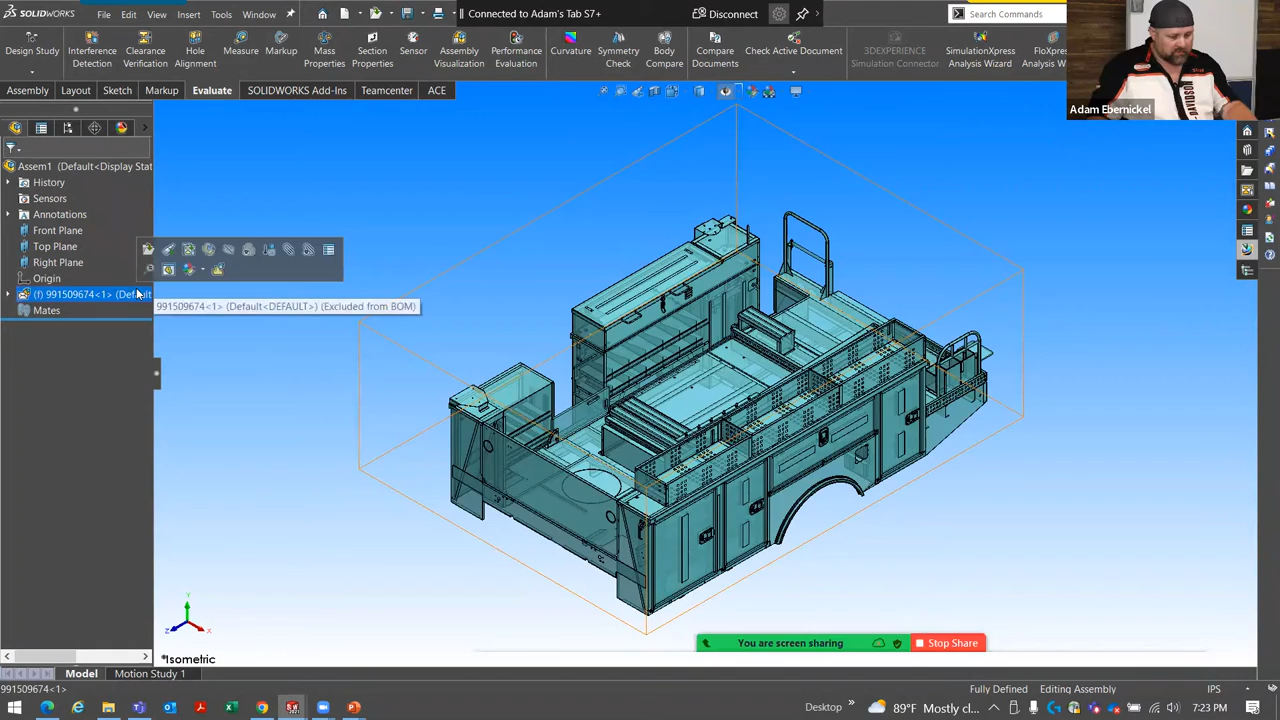 SOLIDWORKS File Edit View Insert Tools Window
Connected to Adam's Tab S7+ Disconnect
Search Commands
Design Study
Interference Detection
Clearance Verification
Hole Alignment
Measure
Markup
Mass Properties
Section Properties
Sensor
Assembly Visualization
Performance Evaluation
Curvature
Symmetry Check
Body Compare
Compare Documents
Check Active Document
3DEXPERIENCE Simulation Connector
SimulationXpress Analysis Wizard
FloXpres Analysis Wi
Assembly Layout Sketch Markup Evaluate SOLIDWORKS Add-Ins Teamcenter ACE
Adam Ebernickel
Assem1 (Default<Display Stat
History
Sensors
Annotations
Front Plane
Top Plane
Right Plane
Origin
(f) 991509674<1> (Default
991509674<1> (Default<DEFAULT>) (Excluded from BOM)
Mates
Z
X
Y
*Isometric
You are screen sharing Stop Share
Model Motion Study 1
991509674<1>
Fully Defined Editing Assembly IPS
Desktop 89°F Mostly cl... 7:23 PM